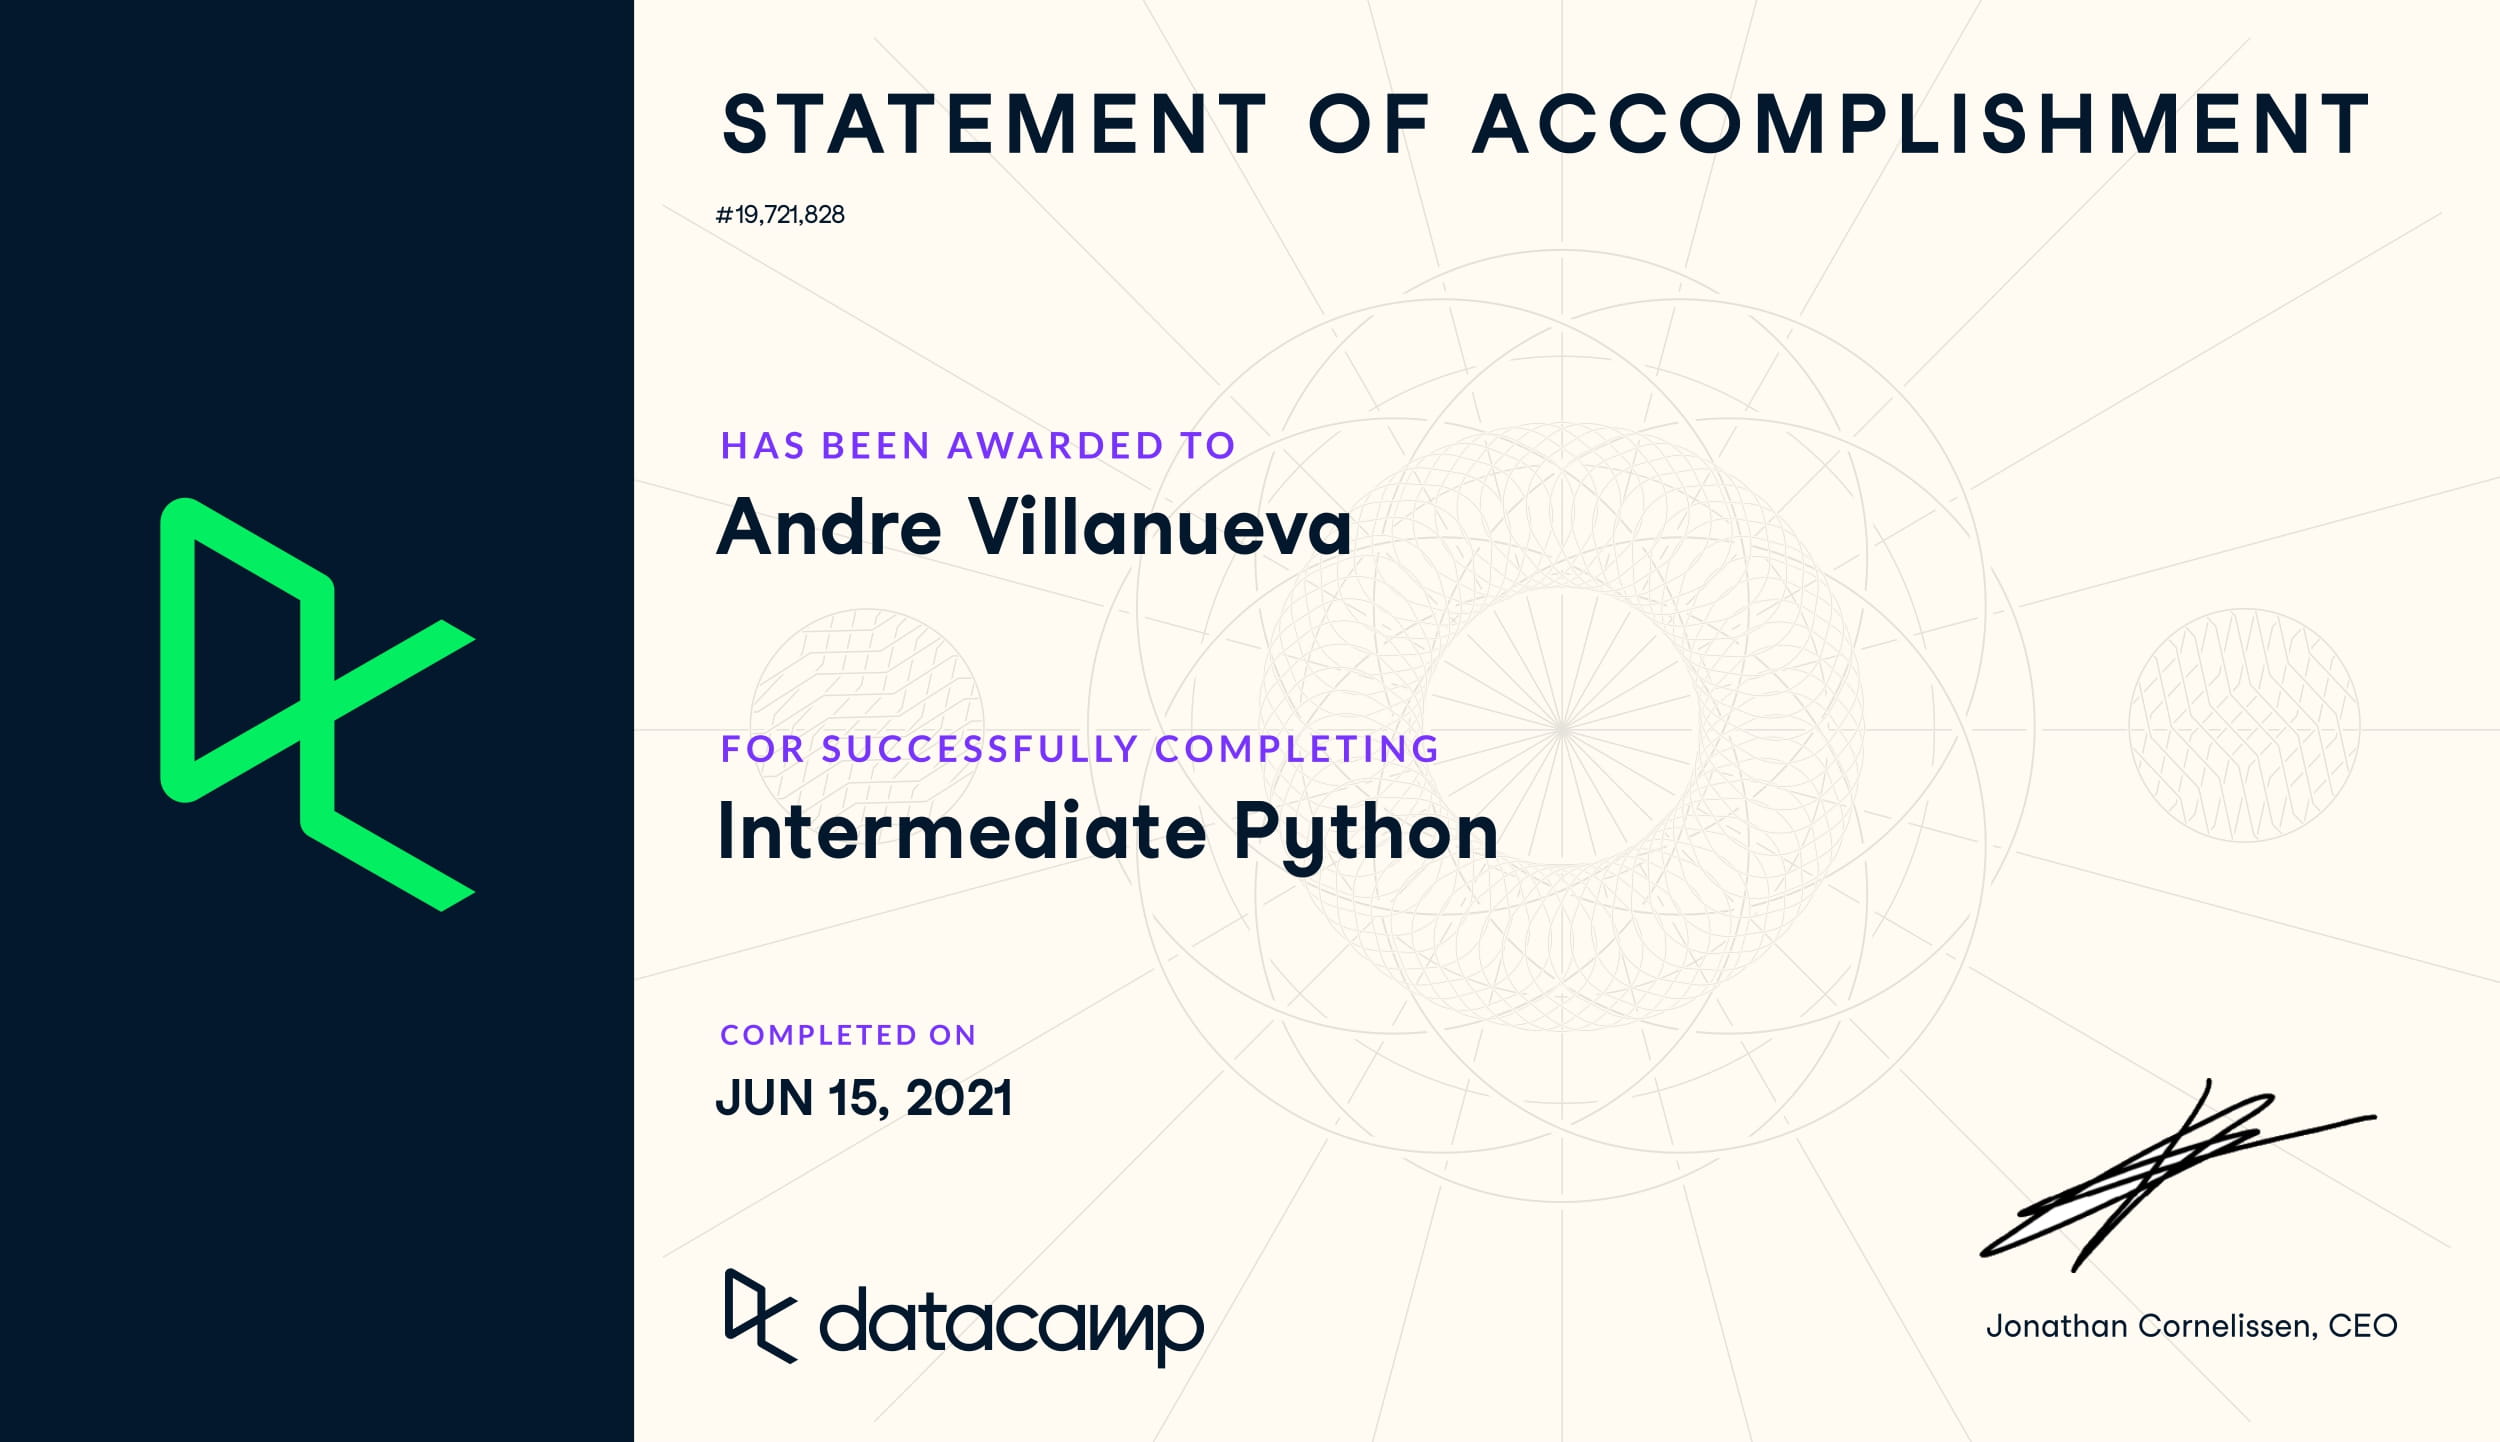 STATEMENT OF ACCOMPLISHMENT
#19,721,828
HAS BEEN AWARDED TO
Andre Villanueva
FOR SUCCESSFULLY COMPLETING
Intermediate Python
COMPLETED ON
JUN 15, 2021
datacamp
Jonathan Cornelissen, CEO